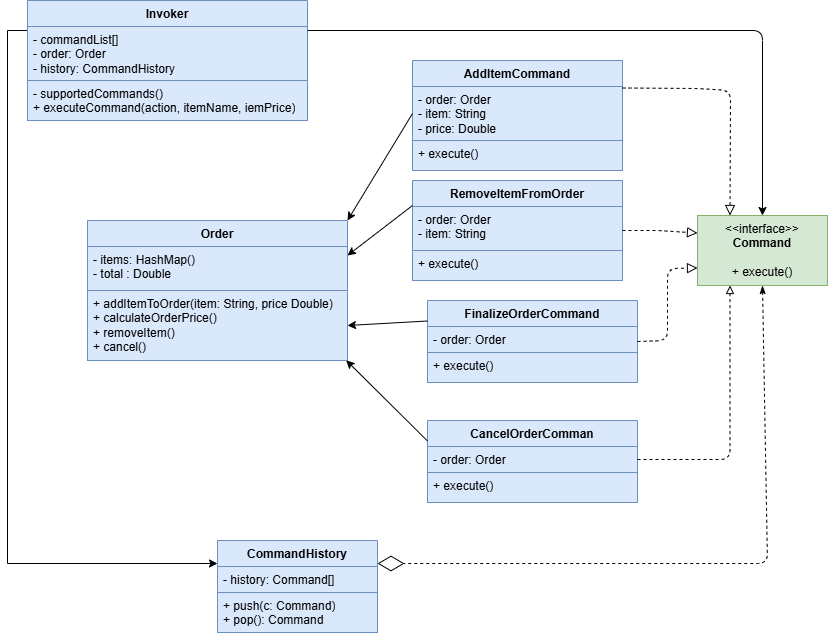 Invoker
- commandList[]
- order: Order
- history: CommandHistory
- supportedCommands()
+ executeCommand(action, itemName, iemPrice)
AddItemCommand
- order: Order
- item: String
- price: Double
+ execute()
RemoveItemFromOrder
- order: Order
- item: String
+ execute()
Order
- items: HashMap()
- total : Double
+ addItemToOrder(item: String, price Double)
+ calculateOrderPrice()
+ removeItem()
+ cancel()
<<interface>>
Command
+ execute()
FinalizeOrderCommand
- order: Order
+ execute()
CancelOrderComman
- order: Order
+ execute()
CommandHistory
- history: Command[]
+ push(c: Command)
+ pop(): Command